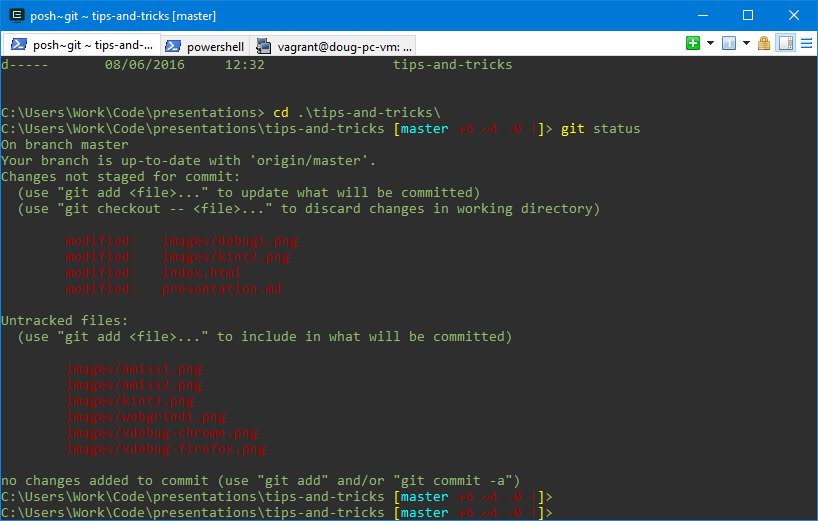 posh~git ~ tips-and-tricks [master]
posh~git ~ tips-and-... powershell vagrant@doug-pc-vm: ...
d----- 08/06/2016 12:32 tips-and-tricks
C:\Users\Work\Code\presentations> cd .\tips-and-tricks\
C:\Users\Work\Code\presentations\tips-and-tricks [master +6 ~4 -0 !]> git status
On branch master
Your branch is up-to-date with 'origin/master'.
Changes not staged for commit:
(use "git add <file>..." to update what will be committed)
(use "git checkout -- <file>..." to discard changes in working directory)
modified: images/debug1.png
modified: images/kint2.png
modified: index.html
modified: presentation.md
Untracked files:
(use "git add <file>..." to include in what will be committed)
images/amiss1.png
images/amiss2.png
images/kint3.png
images/webgrind1.png
images/xdebug-chrome.png
images/xdebug-firefox.png
no changes added to commit (use "git add" and/or "git commit -a")
C:\Users\Work\Code\presentations\tips-and-tricks [master +6 ~4 -0 !]>
C:\Users\Work\Code\presentations\tips-and-tricks [master +6 ~4 -0 !]>